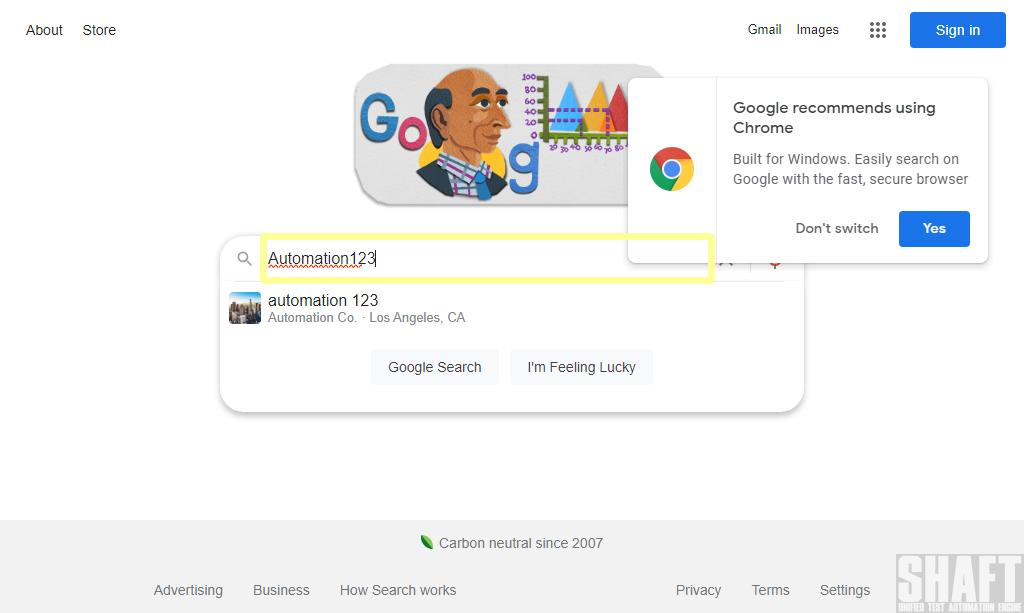 About Store
Gmail Images
Sign in
Go g
100
80
60
40
20
0
20 30 40 50 60 70 80
Google recommends using
Chrome
Built for Windows. Easily search on
Google with the fast, secure browser
Don't switch
Yes
Automation123
automation 123
Automation Co. · Los Angeles, CA
Google Search
I'm Feeling Lucky
Carbon neutral since 2007
Advertising Business How Search works
Privacy Terms Settings
SHAFT
UNIFIED TEST AUTOMATION ENGINE